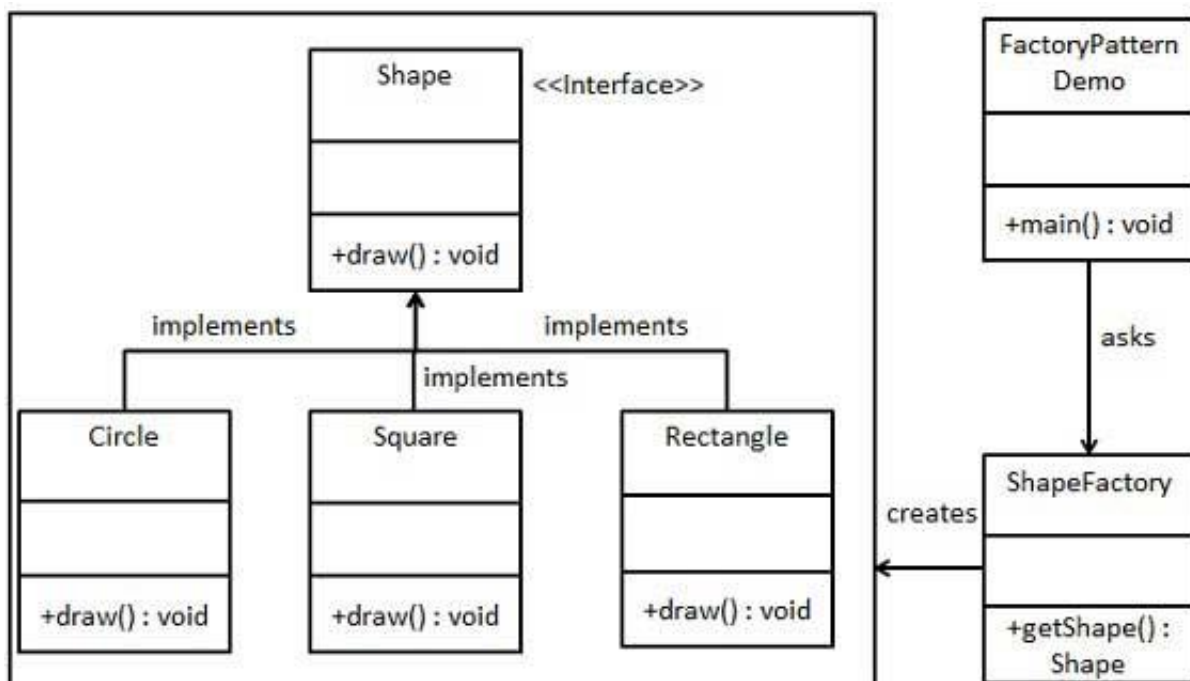 Shape
<<Interface>>
+draw() : void
implements
implements
implements
Circle
+draw() : void
Square
+draw() : void
Rectangle
+draw() : void
FactoryPattern
Demo
+main() : void
asks
ShapeFactory
+getShape() :
Shape
creates